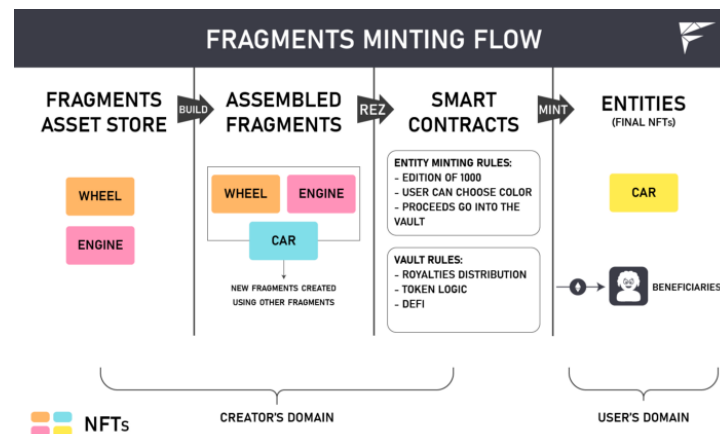 FRAGMENTS MINTING FLOW
FRAGMENTS
ASSET STORE
BUILD
ASSEMBLED
FRAGMENTS
REZ
SMART
CONTRACTS
MINT
ENTITIES
(FINAL NFTs)
WHEEL
ENGINE
WHEEL
ENGINE
CAR
NEW FRAGMENTS CREATED
USING OTHER FRAGMENTS
ENTITY MINTING RULES:
- EDITION OF 1000
- USER CAN CHOOSE COLOR
- PROCEEDS GO INTO THE
VAULT
VAULT RULES:
- ROYALTIES DISTRIBUTION
- TOKEN LOGIC
- DEFI
CAR
BENEFICIARIES
CREATOR'S DOMAIN
USER'S DOMAIN
NFTs